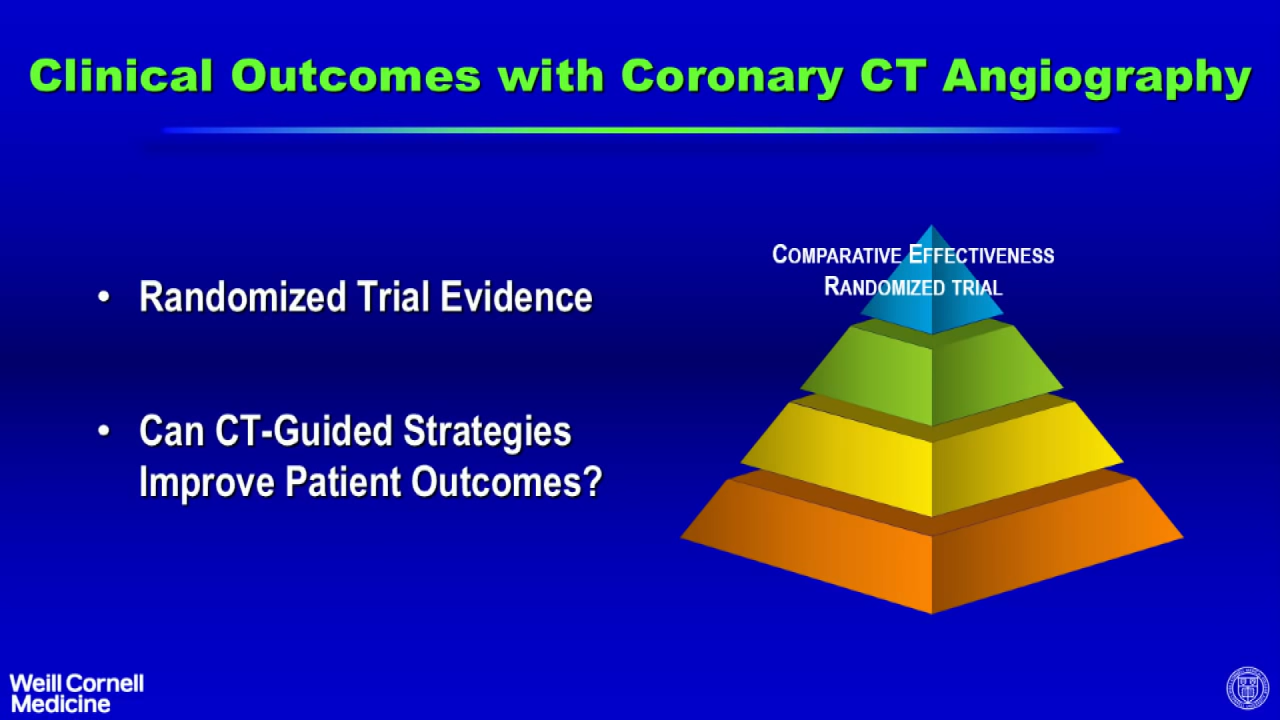 Clinical Outcomes with Coronary CT Angiography
• Randomized Trial Evidence
• Can CT-Guided Strategies
Improve Patient Outcomes?
COMPARATIVE EFFECTIVENESS
RANDOMIZED TRIAL
Weill Cornell
Medicine